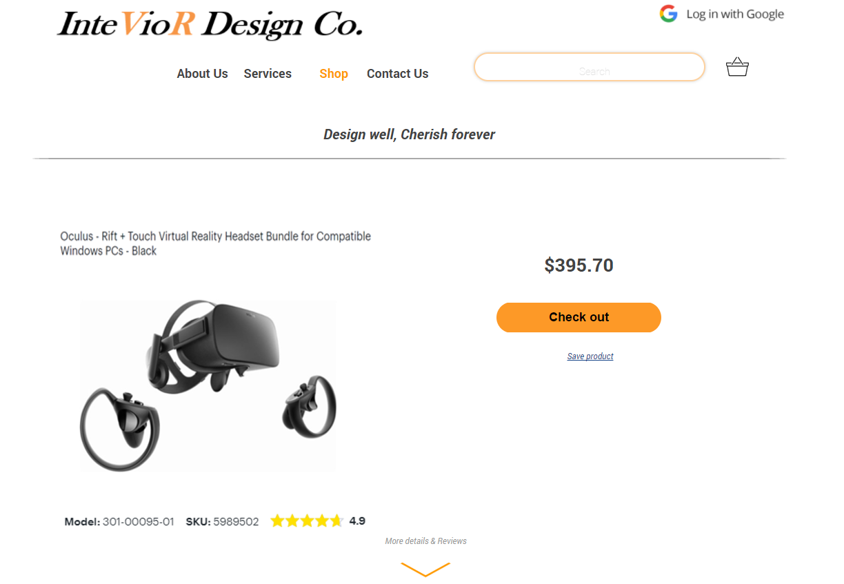 InteVioR Design Co.
Log in with Google
About Us Services Shop Contact Us
Search
Design well, Cherish forever
Oculus - Rift + Touch Virtual Reality Headset Bundle for Compatible
Windows PCs - Black
$395.70
Check out
Save product
Model: 301-00095-01 SKU: 5989502 4.9
More details & Reviews